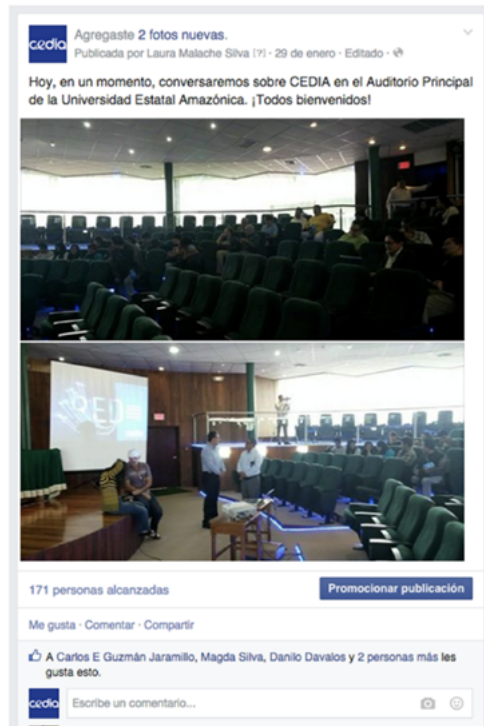 cedia
Agregaste 2 fotos nuevas.
Publicada por Laura Malache Silva [?] · 29 de enero · Editado ·
Hoy, en un momento, conversaremos sobre CEDIA en el Auditorio Principal
de la Universidad Estatal Amazónica. ¡Todos bienvenidos!
RED
171 personas alcanzadas
Promocionar publicación
Me gusta · Comentar · Compartir
A Carlos E Guzmán Jaramillo, Magda Silva, Danilo Davalos y 2 personas más les
gusta esto.
cedia
Escribe un comentario...